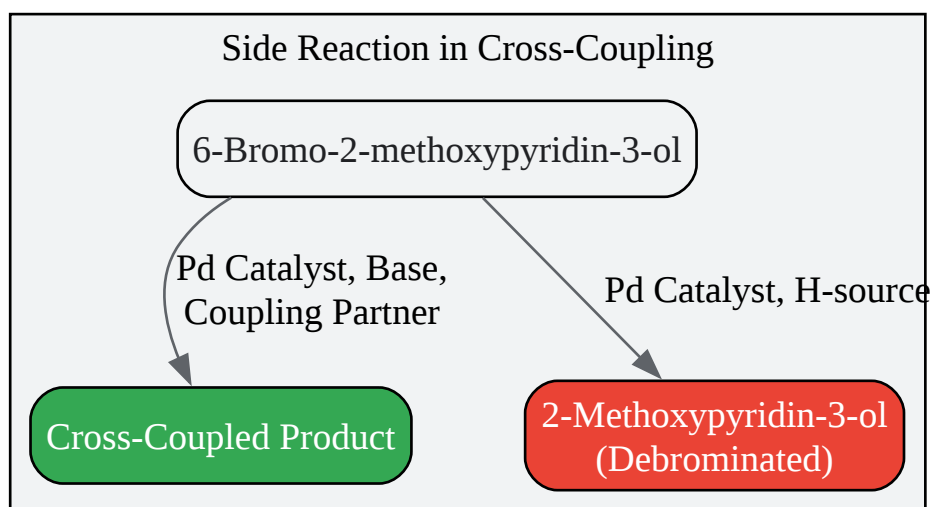 Side Reaction in Cross-Coupling
6-Bromo-2-methoxypyridin-3-ol
Pd Catalyst, Base,
Coupling Partner
Pd Catalyst, H-source
Cross-Coupled Product
2-Methoxypyridin-3-ol
(Debrominated)